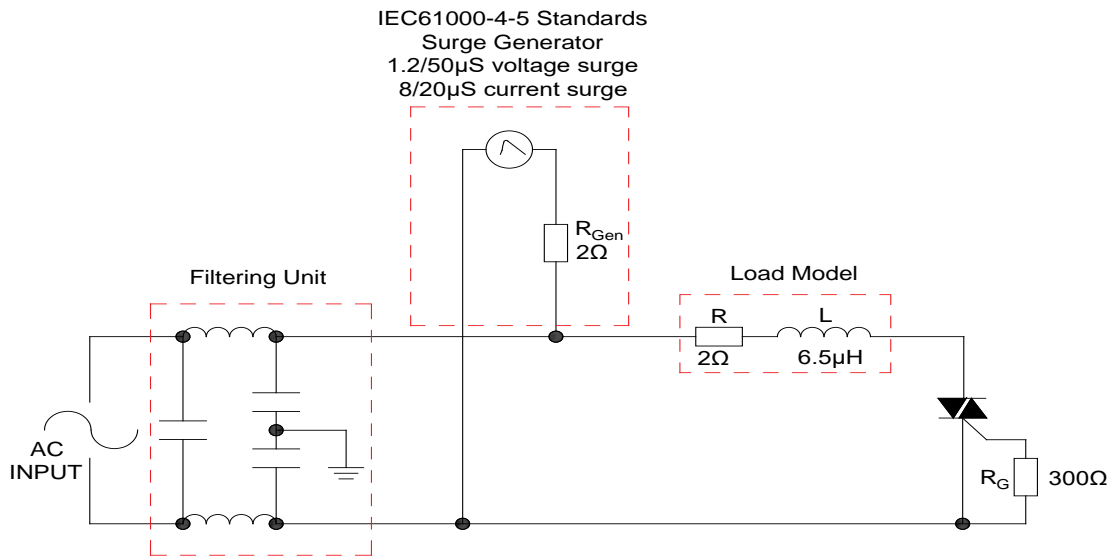 IEC61000-4-5 Standards
Surge Generator
1.2/50µS voltage surge
8/20µS current surge
RGen
2Ω
Filtering Unit
Load Model
R
L
2Ω
6.5µH
AC
INPUT
RG
300Ω